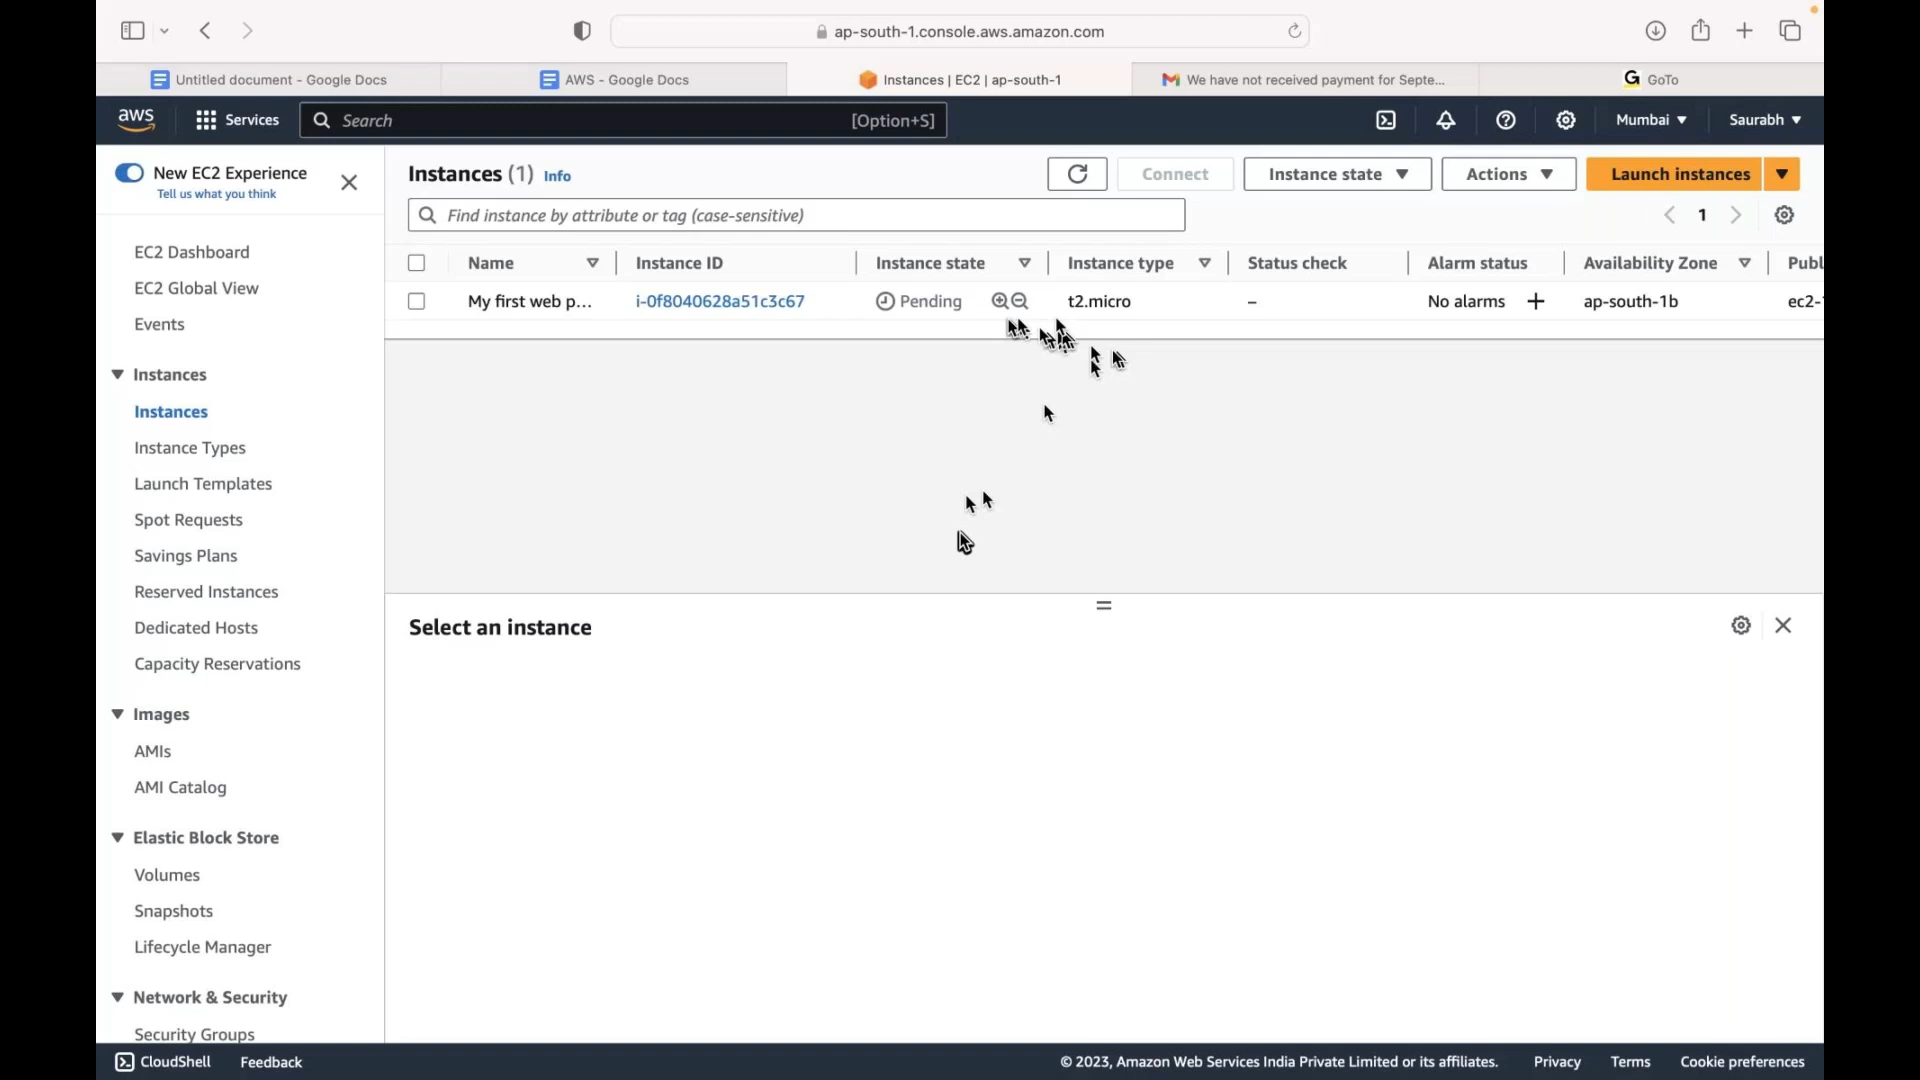 ap-south-1.console.aws.amazon.com
Untitled document - Google Docs
AWS - Google Docs
Instances | EC2 | ap-south-1
We have not received payment for Septe...
G GoTo
aws
Services
Search
[Option+S]
Mumbai
Saurabh
New EC2 Experience
Tell us what you think
EC2 Dashboard
EC2 Global View
Events
Instances
Instances
Instance Types
Launch Templates
Spot Requests
Savings Plans
Reserved Instances
Dedicated Hosts
Capacity Reservations
Images
AMIs
AMI Catalog
Elastic Block Store
Volumes
Snapshots
Lifecycle Manager
Network & Security
Security Groups
Instances (1) Info
Connect
Instance state
Actions
Launch instances
Find instance by attribute or tag (case-sensitive)
1
Name
Instance ID
Instance state
Instance type
Status check
Alarm status
Availability Zone
Publ
My first web p...
i-0f8040628a51c3c67
Pending
t2.micro
–
No alarms +
ap-south-1b
ec2-
Select an instance
CloudShell
Feedback
© 2023, Amazon Web Services India Private Limited or its affiliates.
Privacy
Terms
Cookie preferences